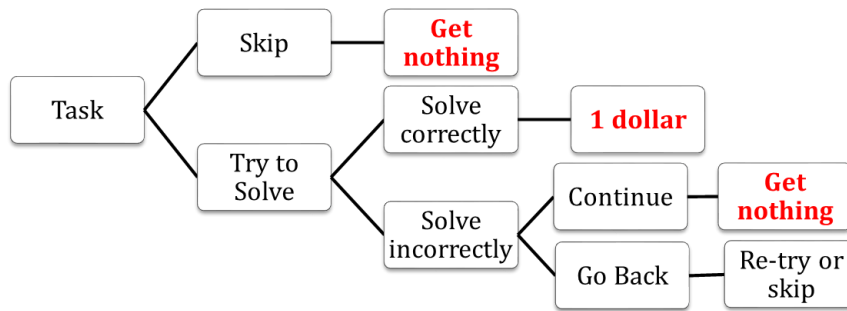 Task
Skip
Get
nothing
Try to
Solve
Solve
correctly
1 dollar
Solve
incorrectly
Continue
Get
nothing
Go Back
Re-try or
skip